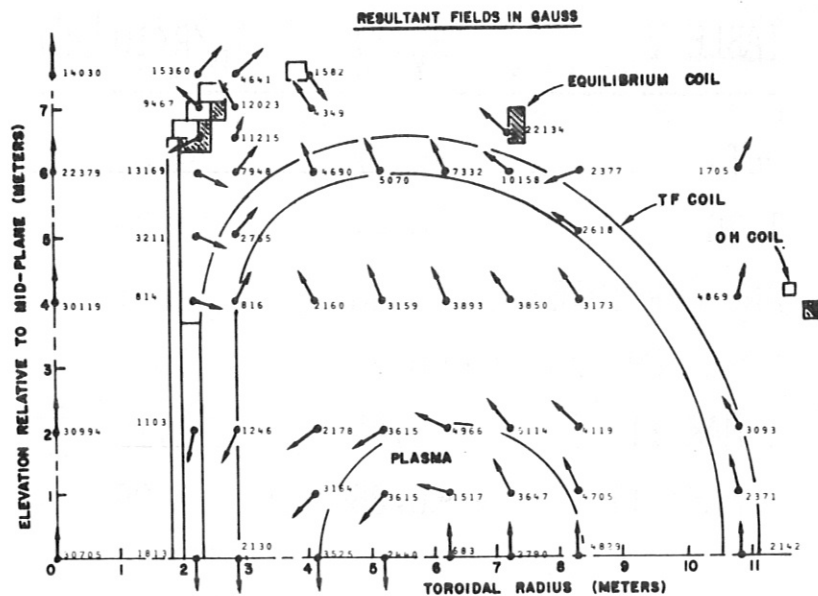 RESULTANT FIELDS IN GAUSS
14030 15360 4641 1582
EQUILIBRIUM COIL
7 9467 12023 4349
11215 22134
6 22379 13169 7948 4690 5070 7332 10158 2377 1705
TF COIL
5 3211 2765 2618
OH COIL
4 30119 814 816 2160 3159 3893 3850 3173 4869
3
2 30994 1103 1246 2178 3615 4966 4119 3093
PLASMA
1 3164 3615 1517 3647 4705 2371
0 1813 2130 3525 2440 683 2142
0 1 2 3 4 5 6 7 8 9 10 11
TOROIDAL RADIUS (METERS)
ELEVATION RELATIVE TO MID-PLANE (METERS)